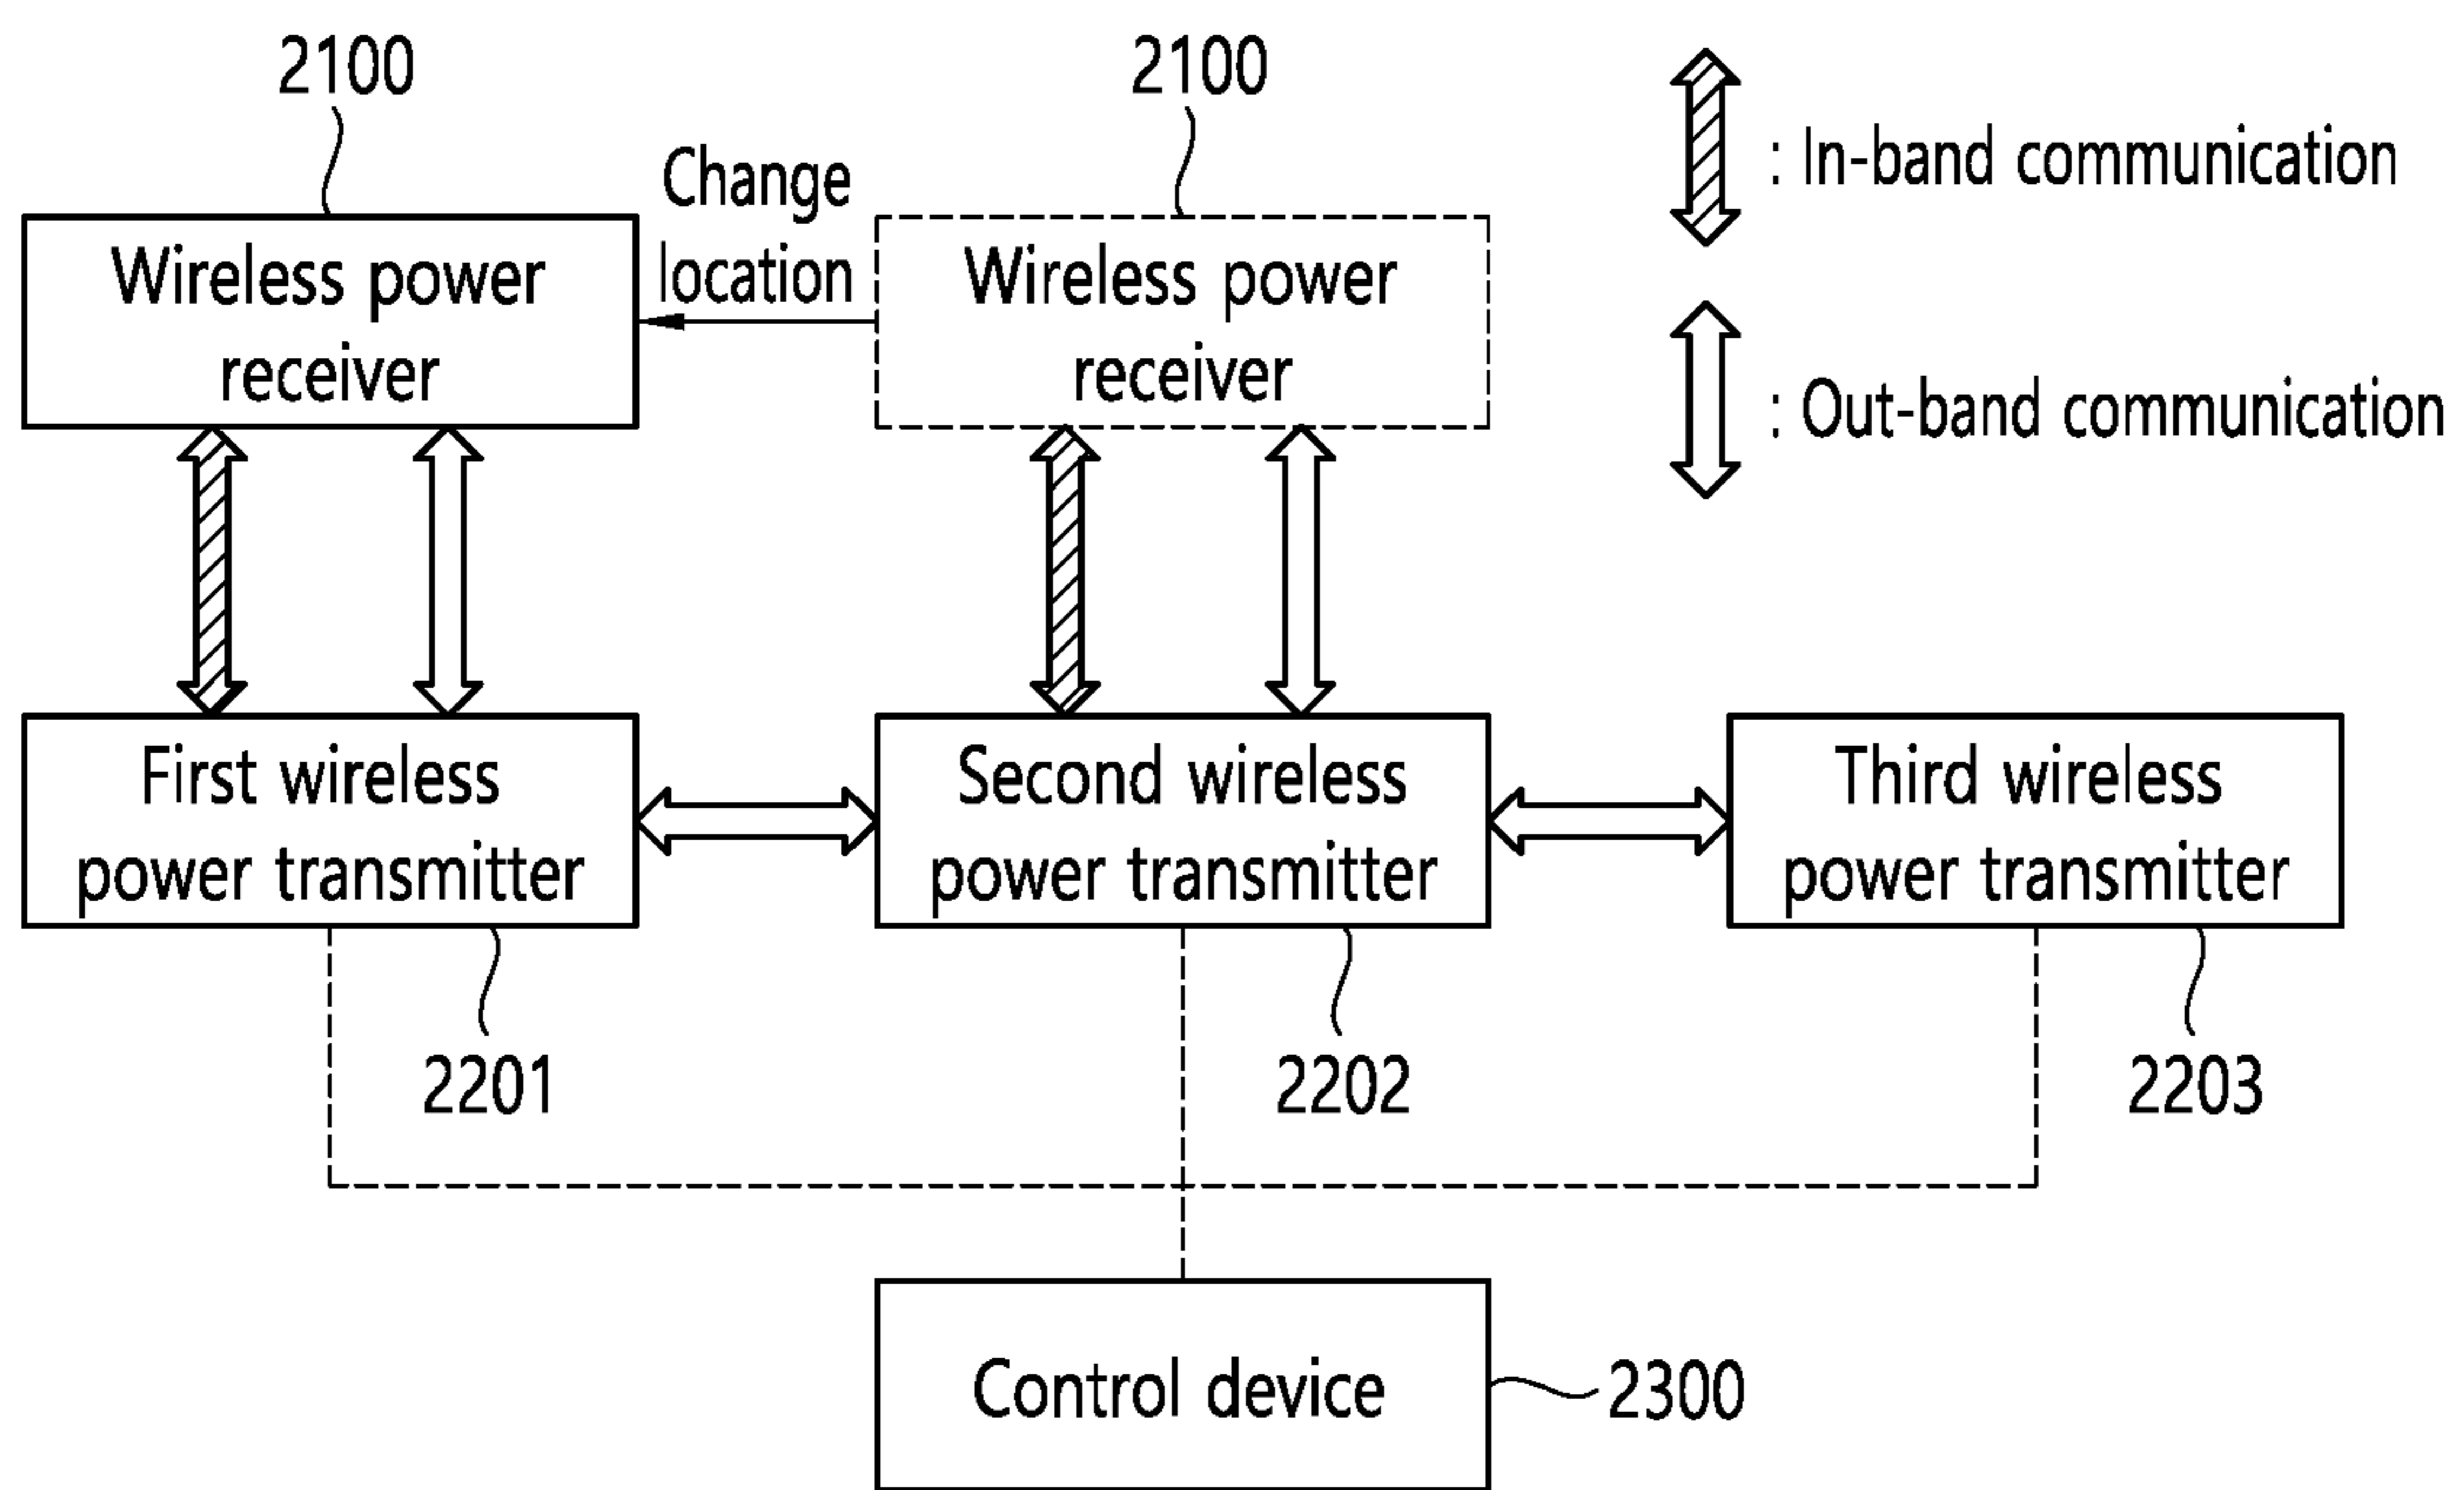 2100
2100
Change
location
: In-band communication
Wireless power
receiver
Wireless power
receiver
: Out-band communication
First wireless
power transmitter
Second wireless
power transmitter
Third wireless
power transmitter
2201
2202
2203
Control device
2300